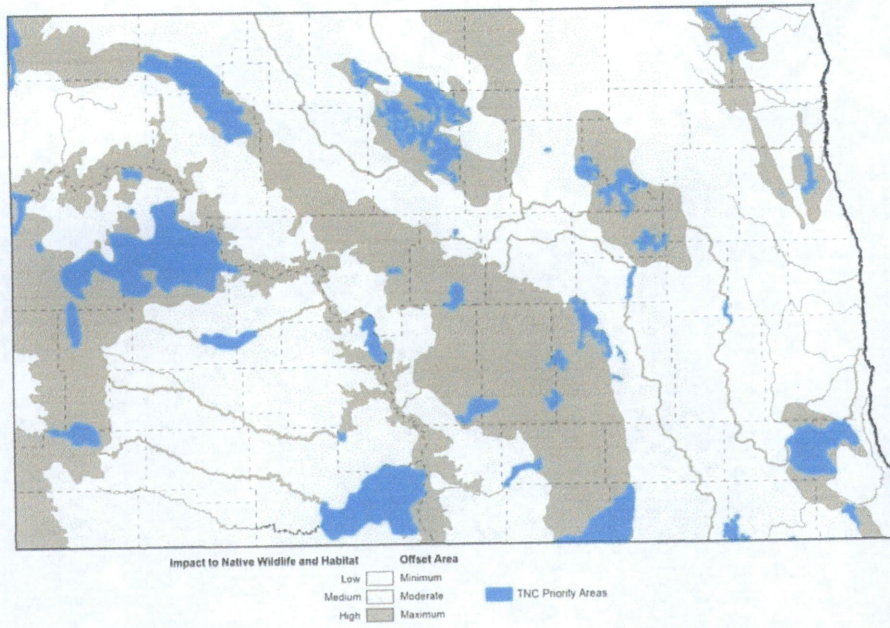 Impact to Native Wildlife and Habitat Offset Area
Low Minimum
Medium Moderate
High Maximum
TNC Priority Areas